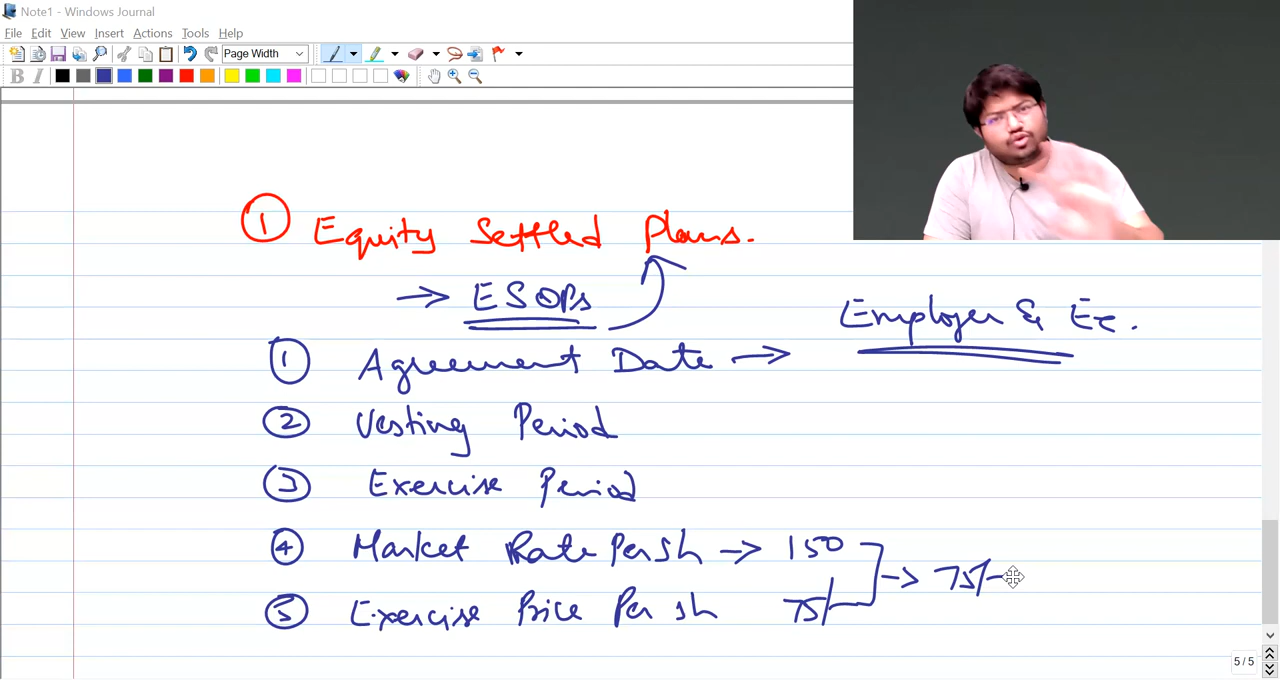 Note1 - Windows Journal
File Edit View Insert Actions Tools Help
Page Width
B I
① Equity Settled Plans.
→ ESOPs
Employer & Ee.
① Agreement Date →
② Vesting Period
③ Exercise Period
④ Market Rate Per sh → 150
→ 75/-
⑤ Exercise Price Per sh 75/-
5 / 5